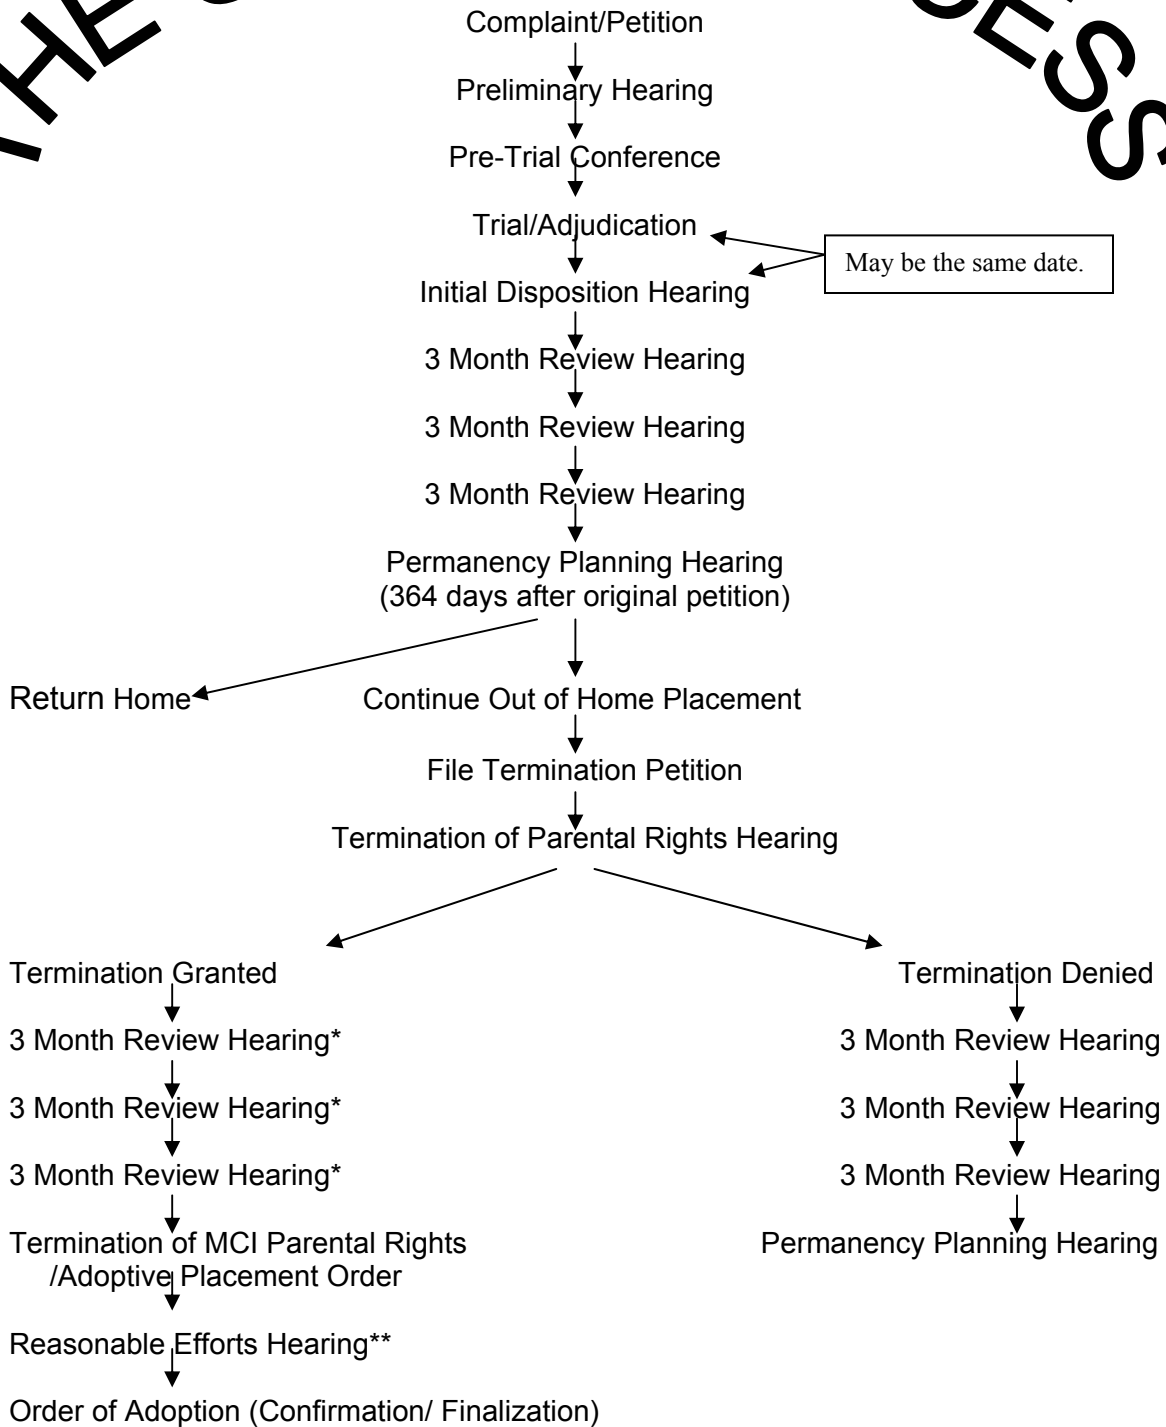 THE
CESS
Complaint/Petition
Preliminary Hearing
Pre-Trial Conference
Trial/Adjudication
May be the same date.
Initial Disposition Hearing
3 Month Review Hearing
3 Month Review Hearing
3 Month Review Hearing
Permanency Planning Hearing
(364 days after original petition)
Return Home
Continue Out of Home Placement
File Termination Petition
Termination of Parental Rights Hearing
Termination Granted
Termination Denied
3 Month Review Hearing*
3 Month Review Hearing
3 Month Review Hearing*
3 Month Review Hearing
3 Month Review Hearing*
3 Month Review Hearing
Termination of MCI Parental Rights
/Adoptive Placement Order
Permanency Planning Hearing
Reasonable Efforts Hearing**
Order of Adoption (Confirmation/ Finalization)